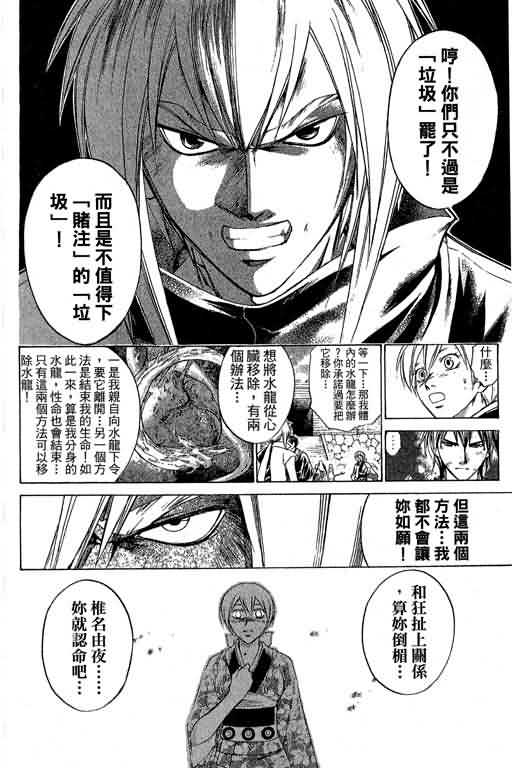 哼！你們只不過是
「垃圾」罷了！
而且是不值得下
「賭注」的「垃
圾」！
什麼…
…
等一下…那我體
內的水龍怎麼辦
？你承諾過要把
它移除…
想將水龍從心
臟移除，有兩
個辦法…
一是我親自向水龍下令
，要它離開…另一個方
法是結束我的生命！如
此一來，算是我分身的
水龍，性命也會結束…
只有這兩個方法可以移
除水龍！
但這兩個
方法…我
都不會讓
妳如願！
和狂扯上關係
，算妳倒楣……
椎名由夜……
妳就認命吧…